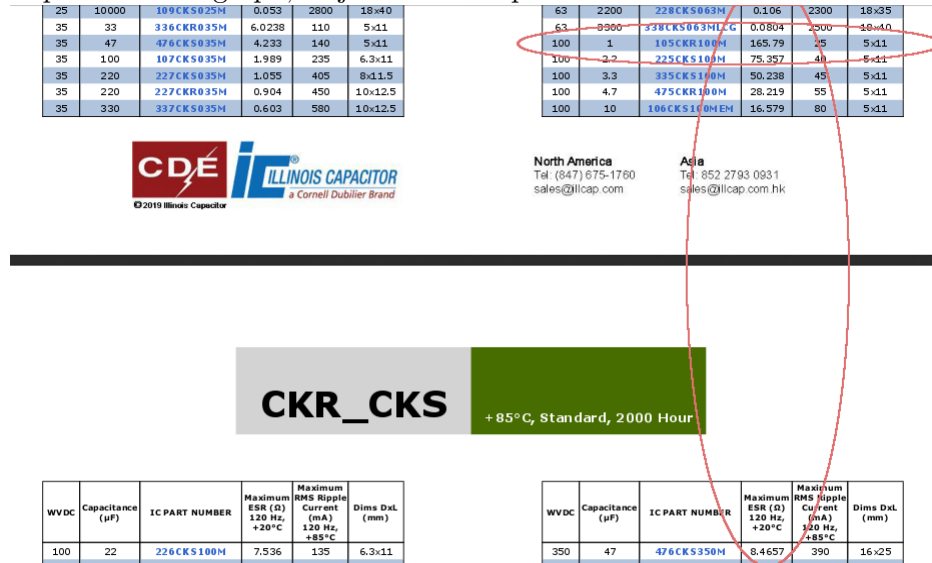 25 10000 109CKS025M 0.053 2800 18x40
35 33 336CKR035M 6.0238 110 5x11
35 47 476CKR035M 4.233 140 5x11
35 100 107CKS035M 1.989 235 6.3x11
35 220 227CKS035M 1.055 405 8x11.5
35 220 227CKR035M 0.904 450 10x12.5
35 330 337CKS035M 0.603 580 10x12.5
63 2200 228CKS063M 0.106 2300 18x35
63 3300 338CKS063MLCG 0.0804 2500 18x40
100 1 105CKR100M 165.79 25 5x11
100 2.2 225CKS100M 75.357 40 5x11
100 3.3 335CKS100M 50.238 45 5x11
100 4.7 475CKR100M 28.219 55 5x11
100 10 106CKS100MEM 16.579 80 5x11
CDE
©2019 Illinois Capacitor
ic®
ILLINOIS CAPACITOR
a Cornell Dubilier Brand
North America
Tel: (847) 675-1760
sales@illcap.com
Asia
Tel: 852 2793 0931
sales@illcap.com.hk
CKR_CKS
+85°C, Standard, 2000 Hour
WVDC Capacitance (µF) IC PART NUMBER Maximum ESR (Ω) 120 Hz, +20°C Maximum RMS Ripple Current (mA) 120 Hz, +85°C Dims DxL (mm)
100 22 226CKS100M 7.536 135 6.3x11
WVDC Capacitance (µF) IC PART NUMBER Maximum ESR (Ω) 120 Hz, +20°C Maximum RMS Ripple Current (mA) 120 Hz, +85°C Dims DxL (mm)
350 47 476CKS350M 8.4657 390 16x25